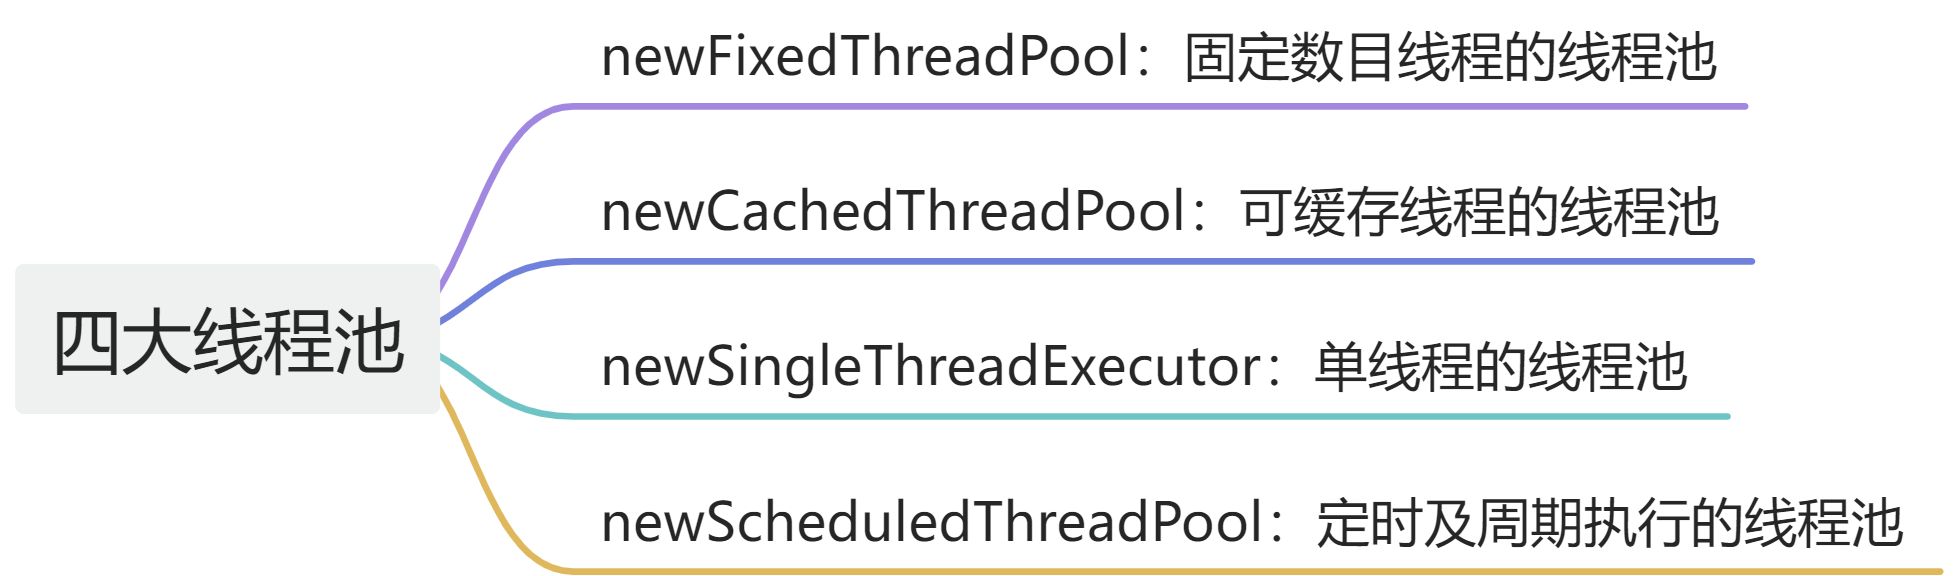 newFixedThreadPool：固定数目线程的线程池
newCachedThreadPool：可缓存线程的线程池
四大线程池
newSingleThreadExecutor：单线程的线程池
newScheduledThreadPool：定时及周期执行的线程池